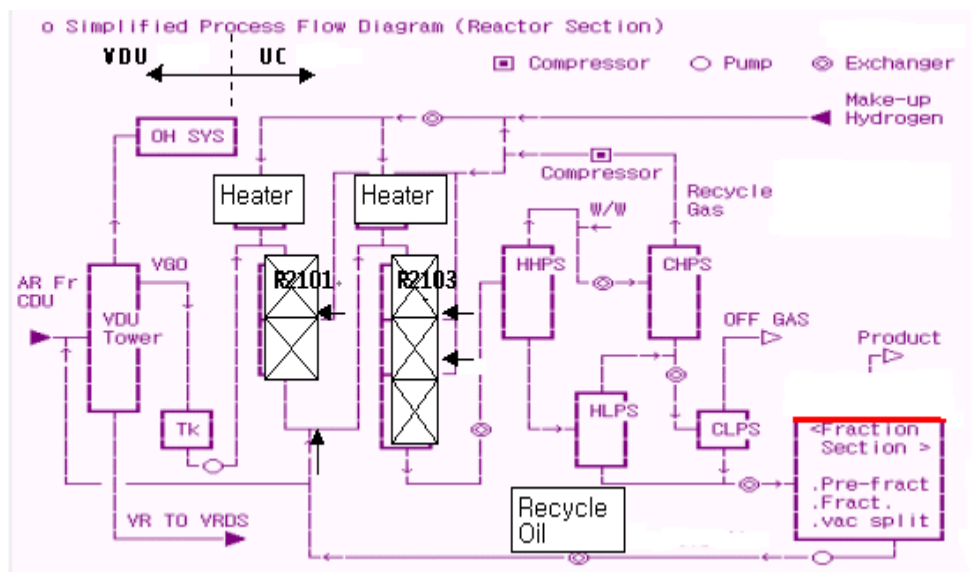 o Simplified Process Flow Diagram (Reactor Section)
VDU
UC
Compressor
Pump
Exchanger
Make-up
Hydrogen
OH SYS
Compressor
Recycle
Gas
Heater
Heater
W/W
VGO
HHPS
CHPS
R2101
R2103
AR Fr
CDU
VDU
Tower
OFF GAS
Product
HLPS
Tk
CLPS
<Fraction
Section >
.Pre-fract
.Fract.
.vac split
Recycle
Oil
VR TO VRDS